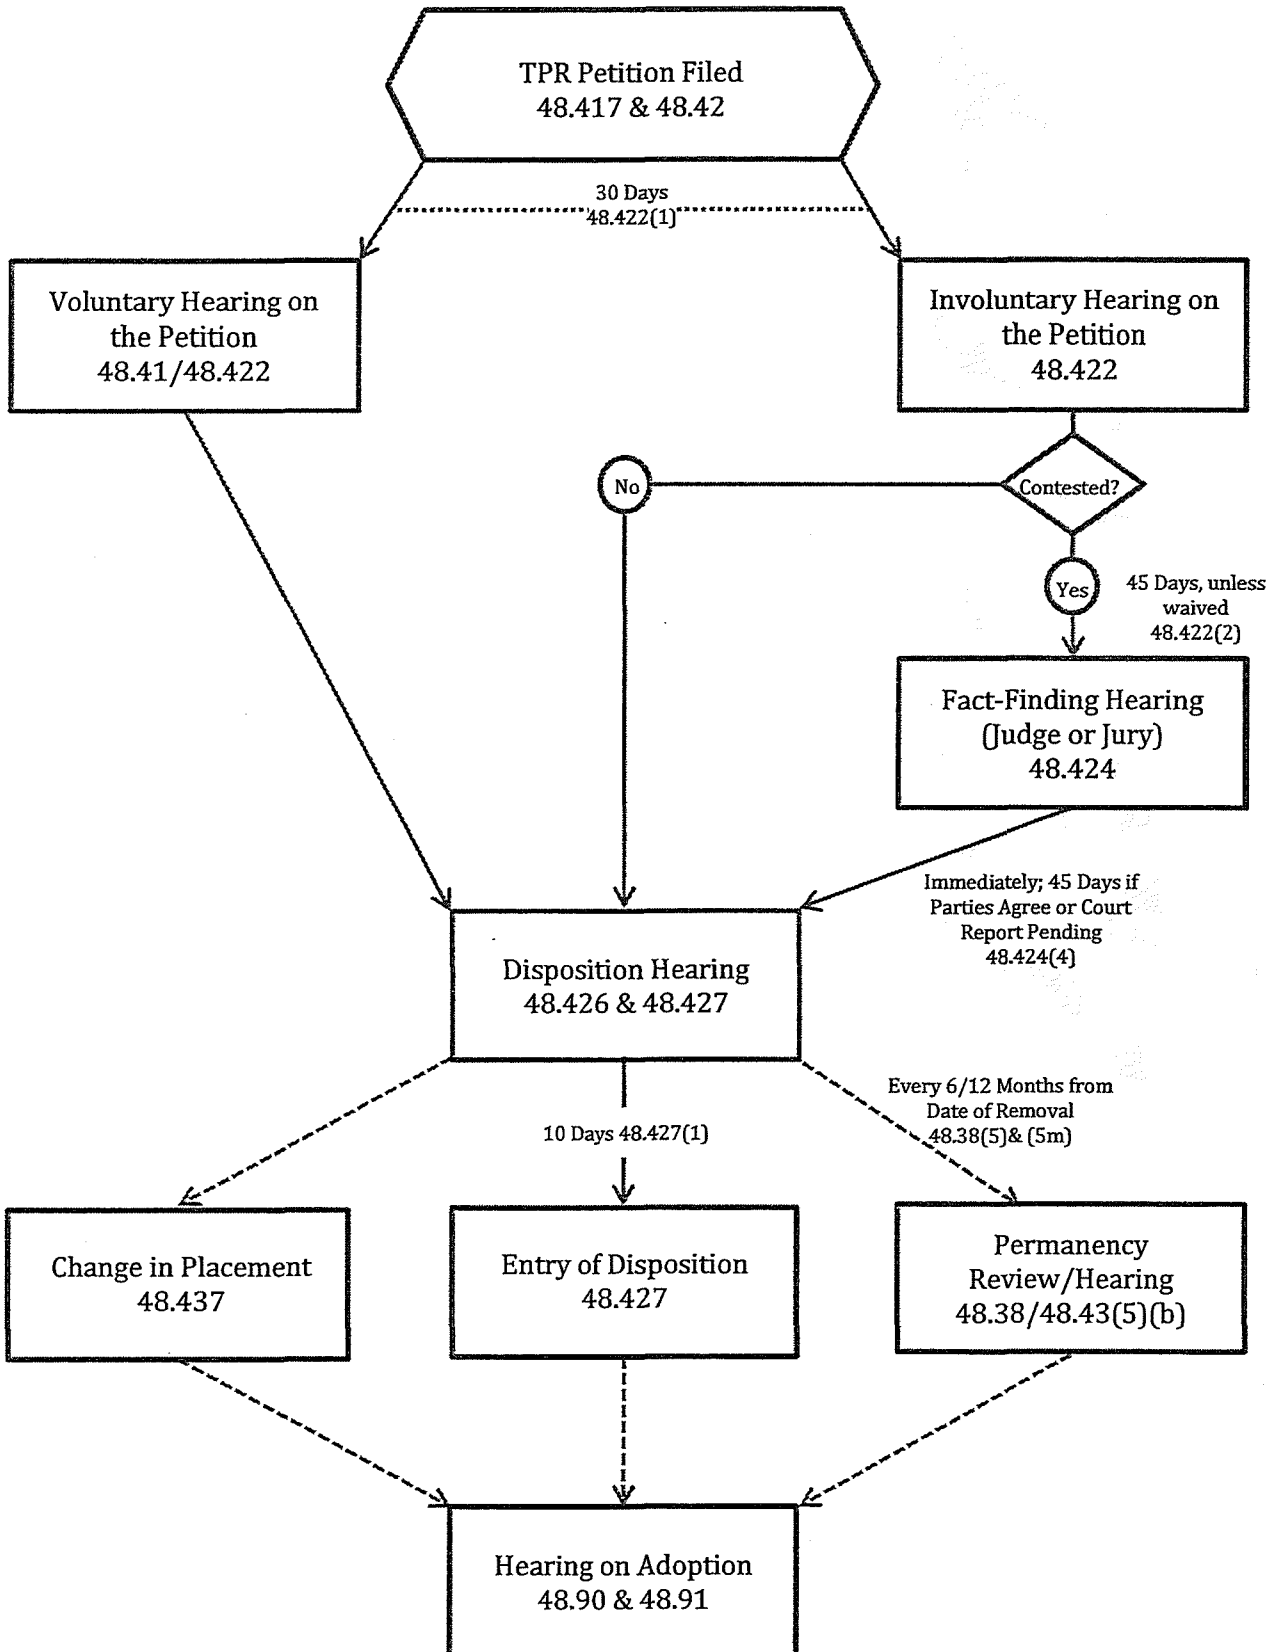 TPR Petition Filed
48.417 & 48.42
30 Days
48.422(1)
Voluntary Hearing on
the Petition
48.41/48.422
Involuntary Hearing on
the Petition
48.422
No
Contested?
Yes
45 Days, unless
waived
48.422(2)
Fact-Finding Hearing
(Judge or Jury)
48.424
Immediately; 45 Days if
Parties Agree or Court
Report Pending
48.424(4)
Disposition Hearing
48.426 & 48.427
Every 6/12 Months from
Date of Removal
48.38(5)& (5m)
10 Days 48.427(1)
Change in Placement
48.437
Entry of Disposition
48.427
Permanency
Review/Hearing
48.38/48.43(5)(b)
Hearing on Adoption
48.90 & 48.91